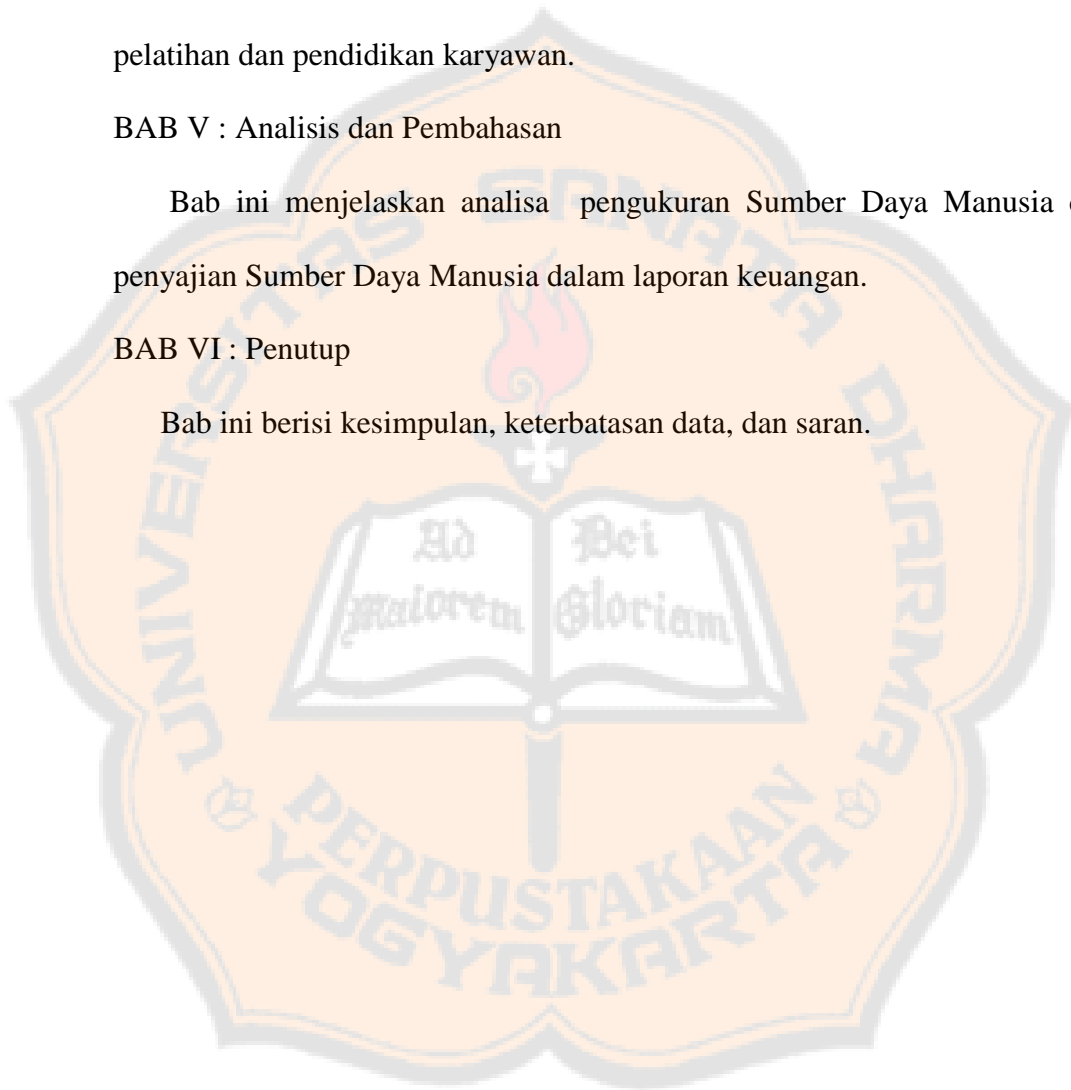 pelatihan dan pendidikan karyawan.
BAB V : Analisis dan Pembahasan
Bab ini menjelaskan analisa pengukuran Sumber Daya Manusia
penyajian Sumber Daya Manusia dalam laporan keuangan.
BAB VI : Penutup
Bab ini berisi kesimpulan, keterbatasan data, dan saran.
UNIVERSITAS SANATA DHARMA
Ad Dei
Maiorem Gloriam
PERPUSTAKAAN
YOGYAKARTA